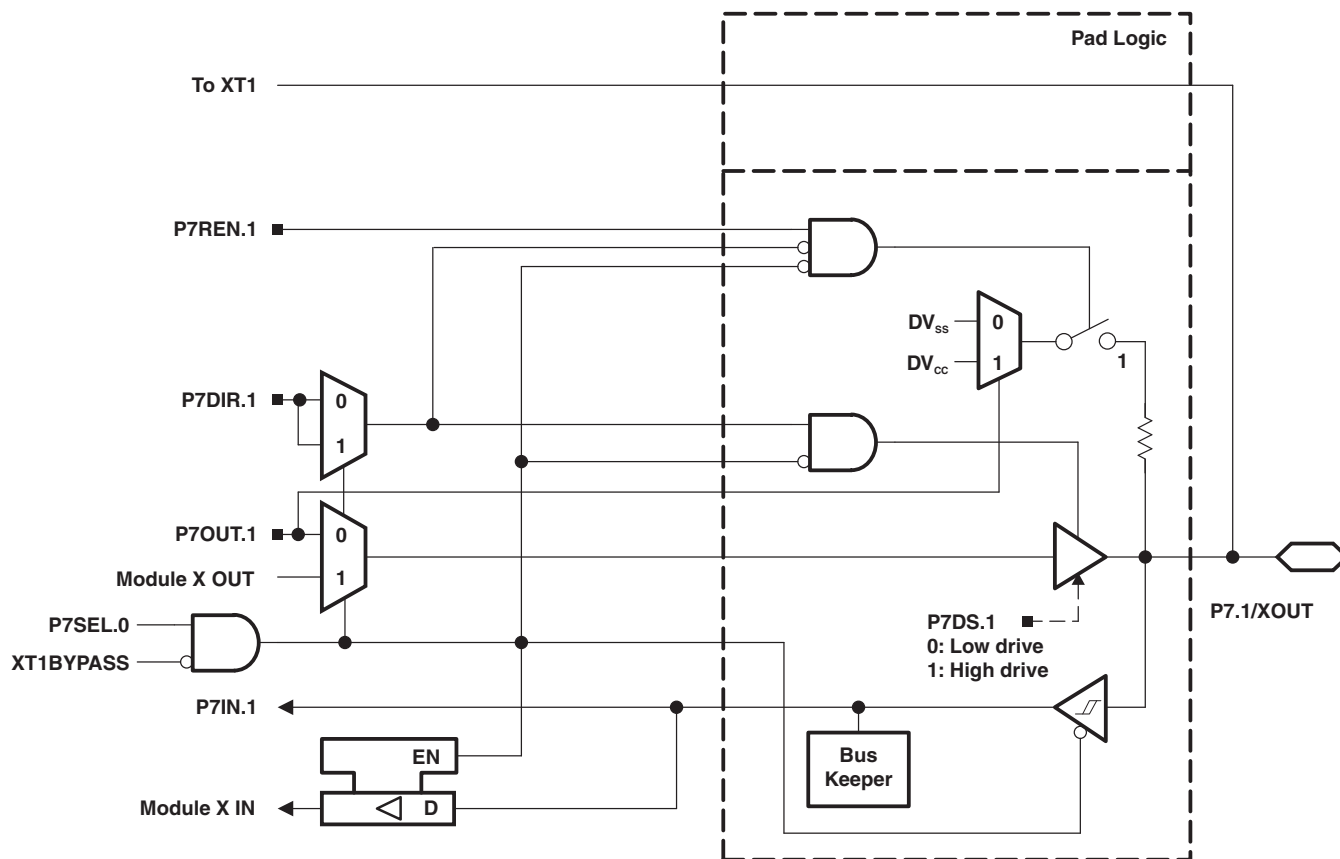 Pad Logic
To XT1
P7REN.1
DVss
0
DVcc
1
1
P7DIR.1
0
1
P7OUT.1
0
Module X OUT
1
P7SEL.0
XT1BYPASS
P7DS.1
0: Low drive
1: High drive
P7.1/XOUT
P7IN.1
EN
Bus
Keeper
Module X IN
D